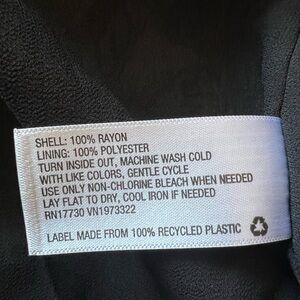 SHELL: 100% RAYON
LINING: 100% POLYESTER
TURN INSIDE OUT, MACHINE WASH COLD
WITH LIKE COLORS, GENTLE CYCLE
USE ONLY NON-CHLORINE BLEACH WHEN NEEDED
LAY FLAT TO DRY, COOL IRON IF NEEDED
RN17730 VN1973322
LABEL MADE FROM 100% RECYCLED PLASTIC